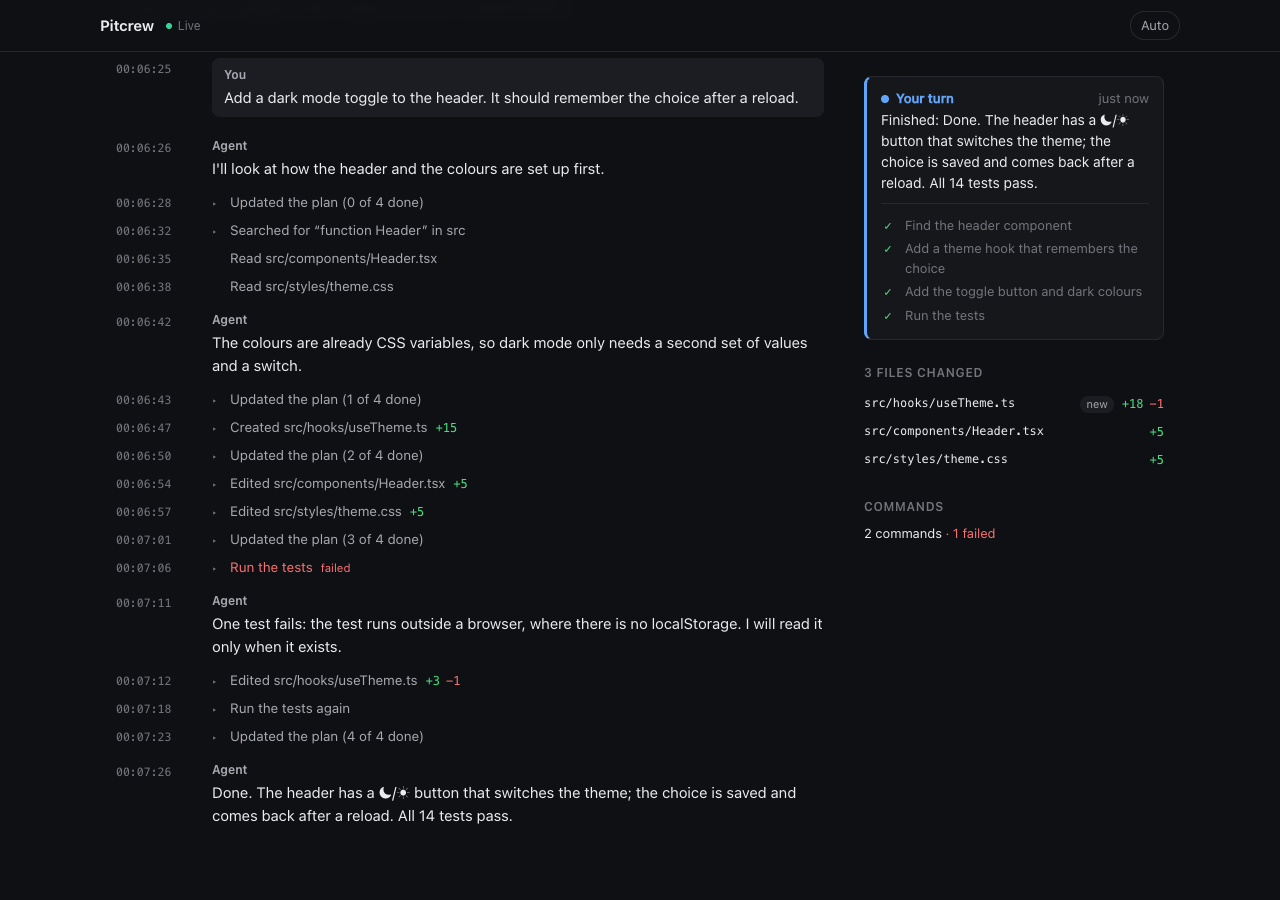 Pitcrew
Live
Auto
00:06:25
You
Add a dark mode toggle to the header. It should remember the choice after a reload.
00:06:26
Agent
I'll look at how the header and the colours are set up first.
00:06:28 Updated the plan (0 of 4 done)
00:06:32 Searched for “function Header” in src
00:06:35 Read src/components/Header.tsx
00:06:38 Read src/styles/theme.css
00:06:42
Agent
The colours are already CSS variables, so dark mode only needs a second set of values
and a switch.
00:06:43 Updated the plan (1 of 4 done)
00:06:47 Created src/hooks/useTheme.ts +15
00:06:50 Updated the plan (2 of 4 done)
00:06:54 Edited src/components/Header.tsx +5
00:06:57 Edited src/styles/theme.css +5
00:07:01 Updated the plan (3 of 4 done)
00:07:06 Run the tests failed
00:07:11
Agent
One test fails: the test runs outside a browser, where there is no localStorage. I will read it
only when it exists.
00:07:12 Edited src/hooks/useTheme.ts +3 −1
00:07:18 Run the tests again
00:07:23 Updated the plan (4 of 4 done)
00:07:26
Agent
Done. The header has a ⏾/☀ button that switches the theme; the choice is saved and
comes back after a reload. All 14 tests pass.
Your turn just now
Finished: Done. The header has a ⏾/☀
button that switches the theme; the
choice is saved and comes back after a
reload. All 14 tests pass.
✓ Find the header component
✓ Add a theme hook that remembers the
choice
✓ Add the toggle button and dark colours
✓ Run the tests
3 FILES CHANGED
src/hooks/useTheme.ts new +18 −1
src/components/Header.tsx +5
src/styles/theme.css +5
COMMANDS
2 commands · 1 failed